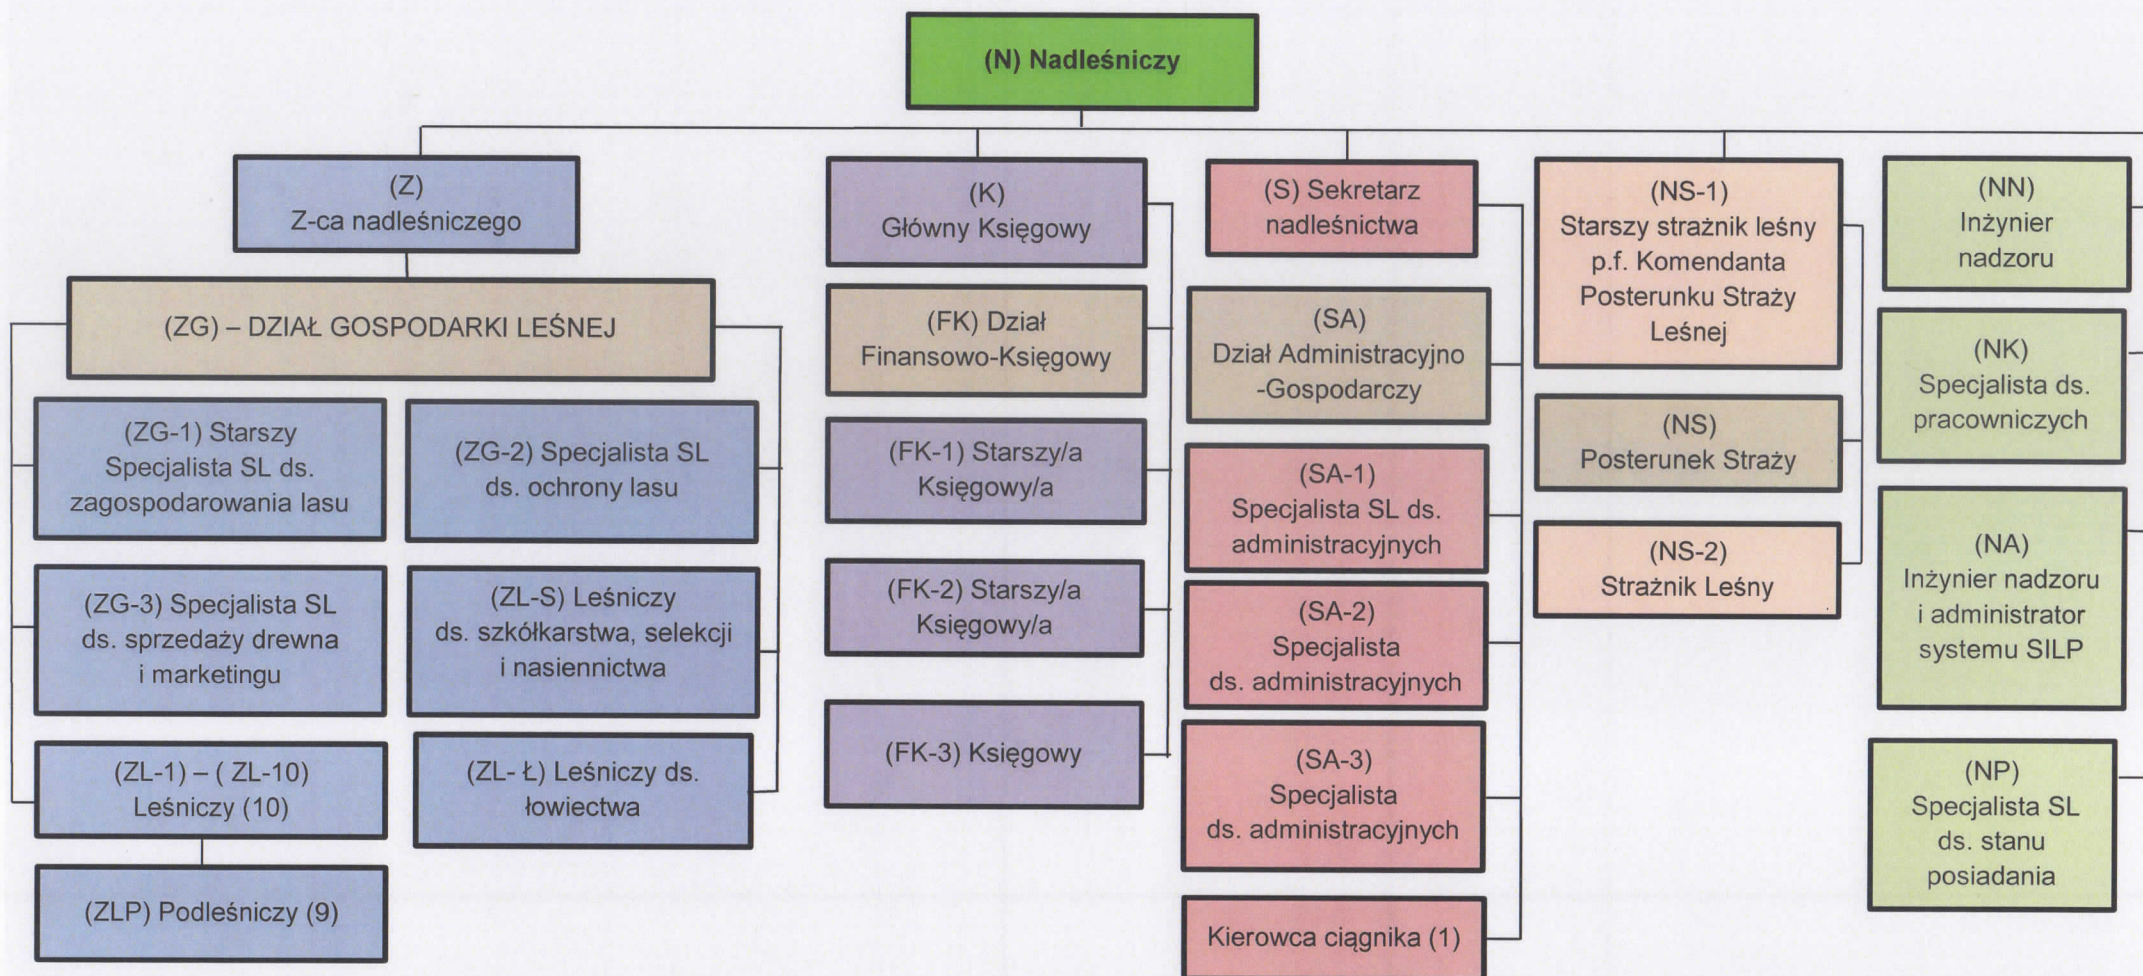 (N) Nadleśniczy
(Z)
Z-ca nadleśniczego
(ZG) – DZIAŁ GOSPODARKI LEŚNEJ
(ZG-1) Starszy
Specjalista SL ds.
zagospodarowania lasu
(ZG-2) Specjalista SL
ds. ochrony lasu
(ZG-3) Specjalista SL
ds. sprzedaży drewna
i marketingu
(ZL-S) Leśniczy
ds. szkółkarstwa, selekcji
i nasiennictwa
(ZL-1) – ( ZL-10)
Leśniczy (10)
(ZL- Ł) Leśniczy ds.
łowiectwa
(ZLP) Podleśniczy (9)
(K)
Główny Księgowy
(FK) Dział
Finansowo-Księgowy
(FK-1) Starszy/a
Księgowy/a
(FK-2) Starszy/a
Księgowy/a
(FK-3) Księgowy
(S) Sekretarz
nadleśnictwa
(SA)
Dział Administracyjno
-Gospodarczy
(SA-1)
Specjalista SL ds.
administracyjnych
(SA-2)
Specjalista
ds. administracyjnych
(SA-3)
Specjalista
ds. administracyjnych
Kierowca ciągnika (1)
(NS-1)
Starszy strażnik leśny
p.f. Komendanta
Posterunku Straży
Leśnej
(NS)
Posterunek Straży
(NS-2)
Strażnik Leśny
(NN)
Inżynier
nadzoru
(NK)
Specjalista ds.
pracowniczych
(NA)
Inżynier nadzoru
i administrator
systemu SILP
(NP)
Specjalista SL
ds. stanu
posiadania